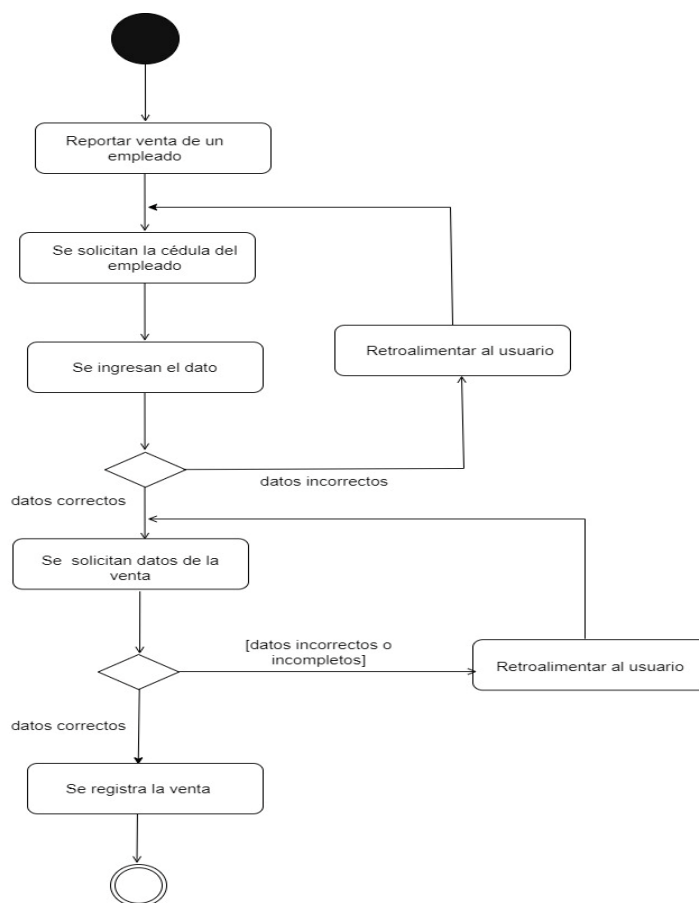 Reportar venta de un
empleado
Se solicitan la cédula del
empleado
Se ingresan el dato
Retroalimentar al usuario
datos incorrectos
datos correctos
Se solicitan datos de la
venta
[datos incorrectos o
incompletos]
Retroalimentar al usuario
datos correctos
Se registra la venta